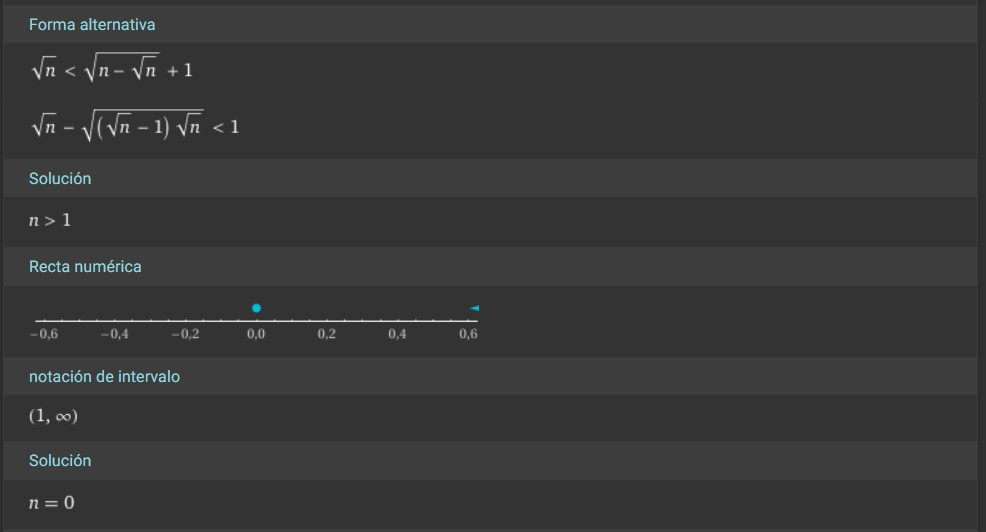 Forma alternativa
√n < √(n − √n) + 1
√n − √((√n − 1) √n) < 1
Solución
n > 1
Recta numérica
−0,6 −0,4 −0,2 0,0 0,2 0,4 0,6
notación de intervalo
(1, ∞)
Solución
n = 0